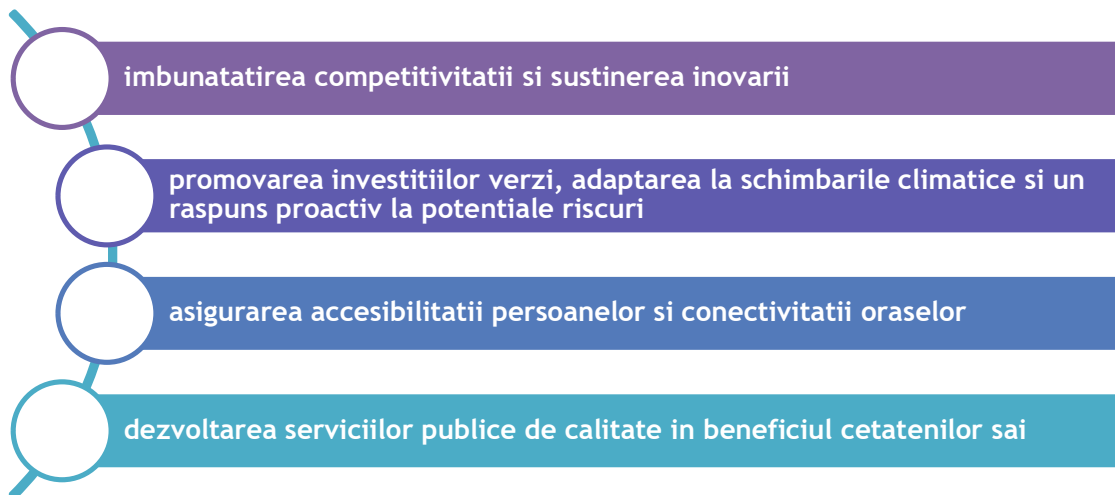 imbunatatirea competitivitatii si sustinerea inovarii
promovarea investitiilor verzi, adaptarea la schimbarile climatice si un
raspuns proactiv la potentiale riscuri
asigurarea accesibilitatii persoanelor si conectivitatii oraselor
dezvoltarea serviciilor publice de calitate in beneficiul cetatenilor sai